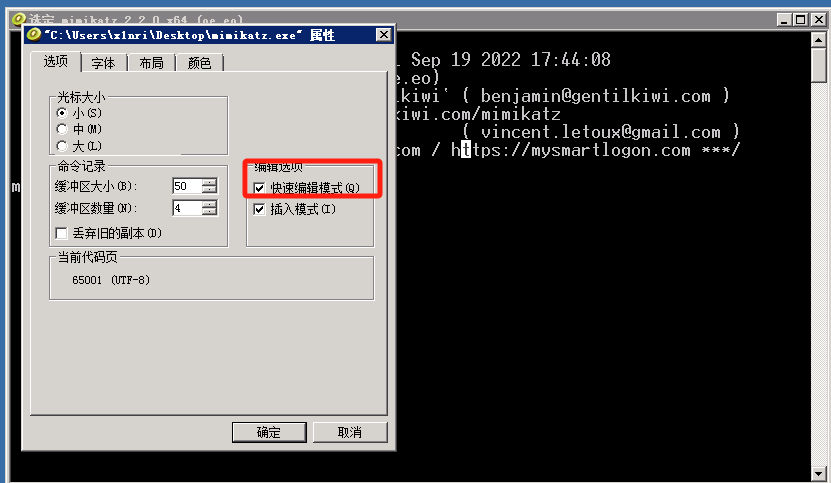 选定 mimikatz 2.2.0 x64 (oe.eo)
"C:\Users\x1nri\Desktop\mimikatz.exe" 属性
选项 字体 布局 颜色
光标大小
小(S)
中(M)
大(L)
命令记录
缓冲区大小(B): 50
缓冲区数量(N): 4
丢弃旧的副本(D)
编辑选项
快速编辑模式(Q)
插入模式(I)
当前代码页
65001 (UTF-8)
确定 取消
Sep 19 2022 17:44:08
e.eo)
lkiwi` ( benjamin@gentilkiwi.com )
kiwi.com/mimikatz
( vincent.letoux@gmail.com )
com / https://mysmartlogon.com ***/
m